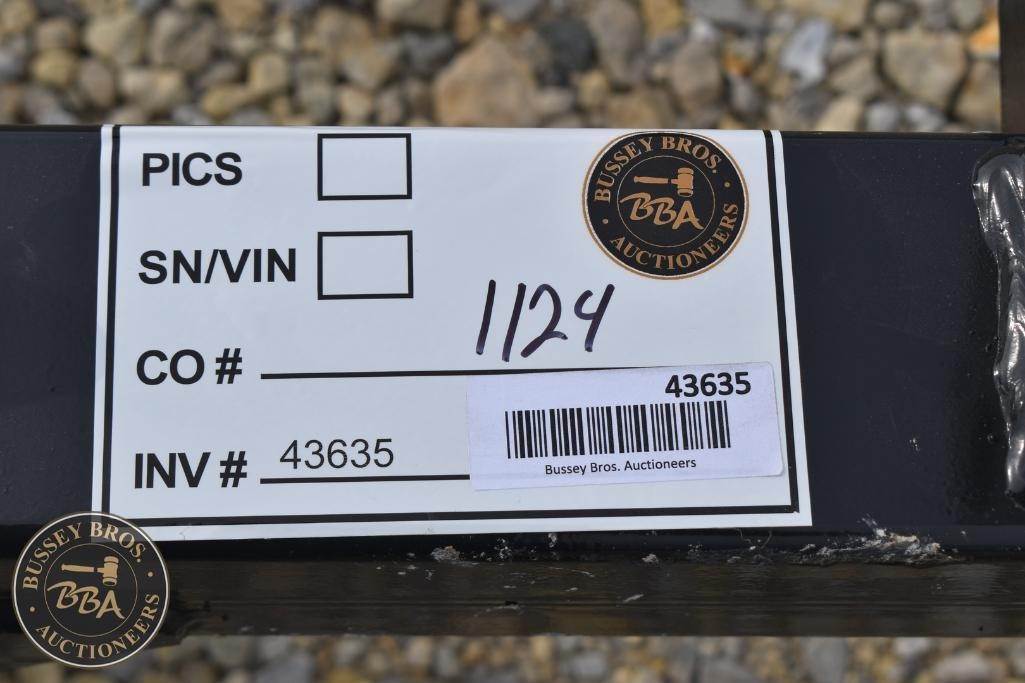 PICS
BUSSEY BROS.
BBA
AUCTIONEERS
SN/VIN
1124
CO #
43635
INV # 43635
Bussey Bros. Auctioneers
BUSSEY BROS.
BBA
AUCTIONEERS